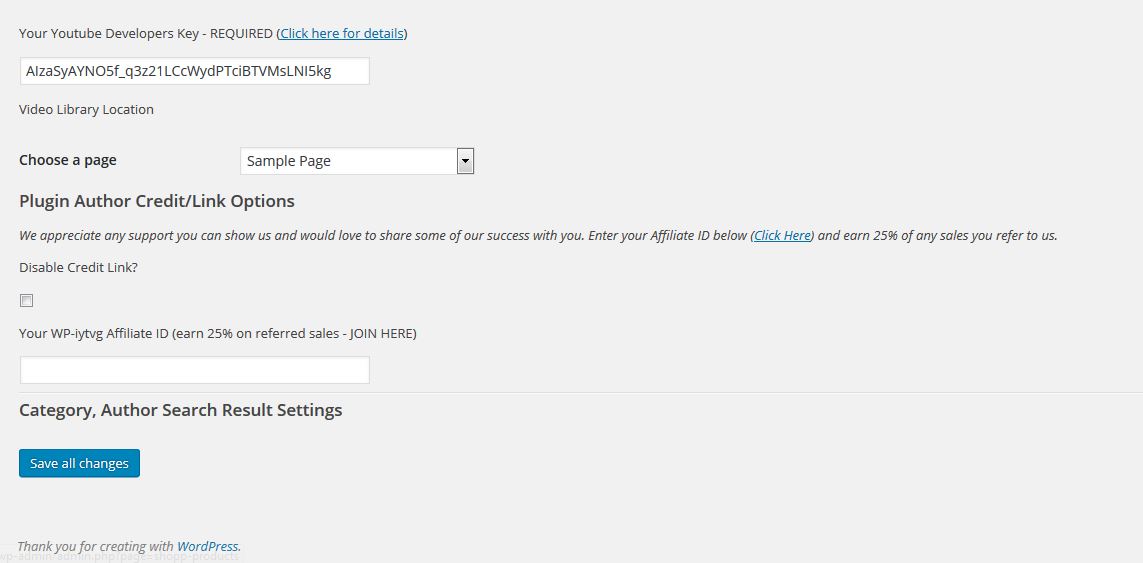 Your Youtube Developers Key - REQUIRED (Click here for details)
AIzaSyAYNO5f_q3z21LCcWydPTciBTVMsLNI5kg
Video Library Location
Choose a page
Sample Page
Plugin Author Credit/Link Options
We appreciate any support you can show us and would love to share some of our success with you. Enter your Affiliate ID below (Click Here) and earn 25% of any sales you refer to us.
Disable Credit Link?
Your WP-iytvg Affiliate ID (earn 25% on referred sales - JOIN HERE)
Category, Author Search Result Settings
Save all changes
Thank you for creating with WordPress.
wp-admin/admin.php?page=shopp-products